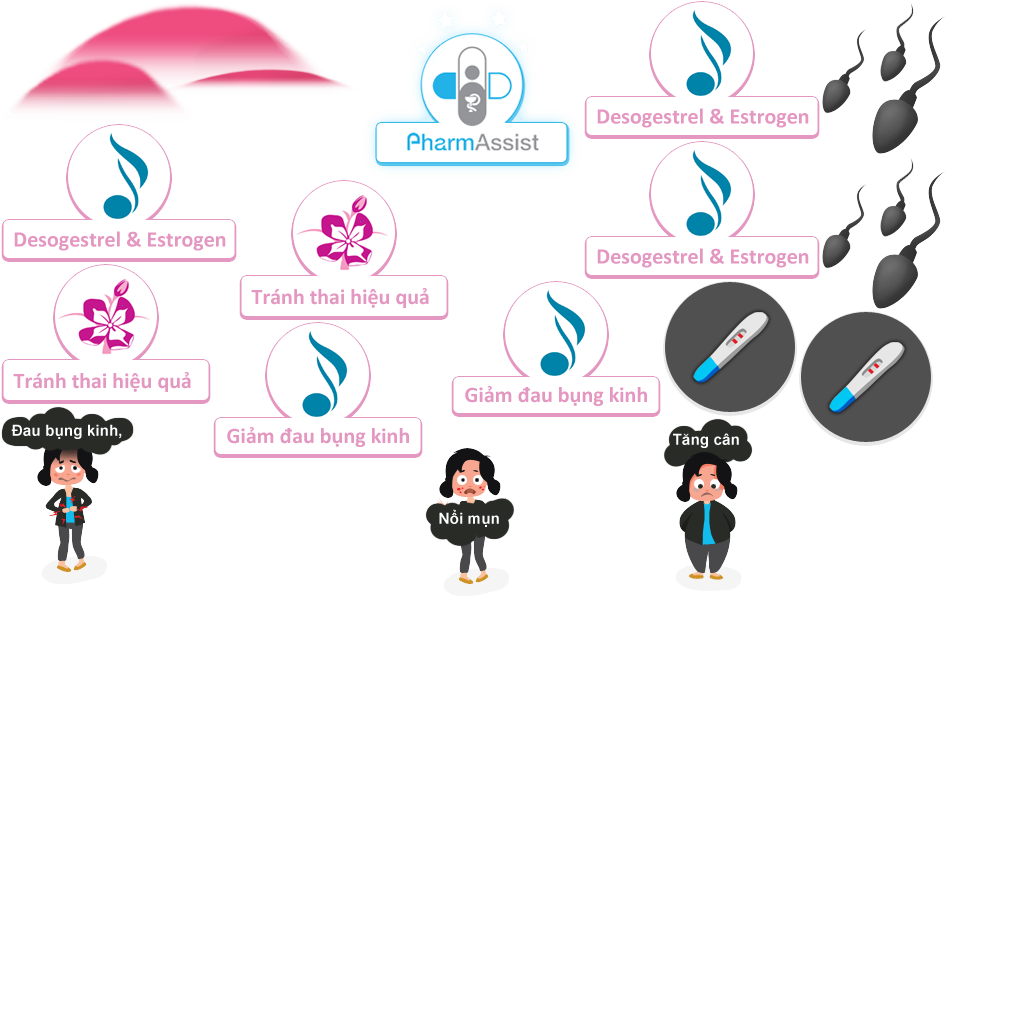 PharmAssist
Desogestrel & Estrogen
Desogestrel & Estrogen
Desogestrel & Estrogen
Tránh thai hiệu quả
Tránh thai hiệu quả
Giảm đau bụng kinh
Giảm đau bụng kinh
Đau bụng kinh,
Nổi mụn
Tăng cân